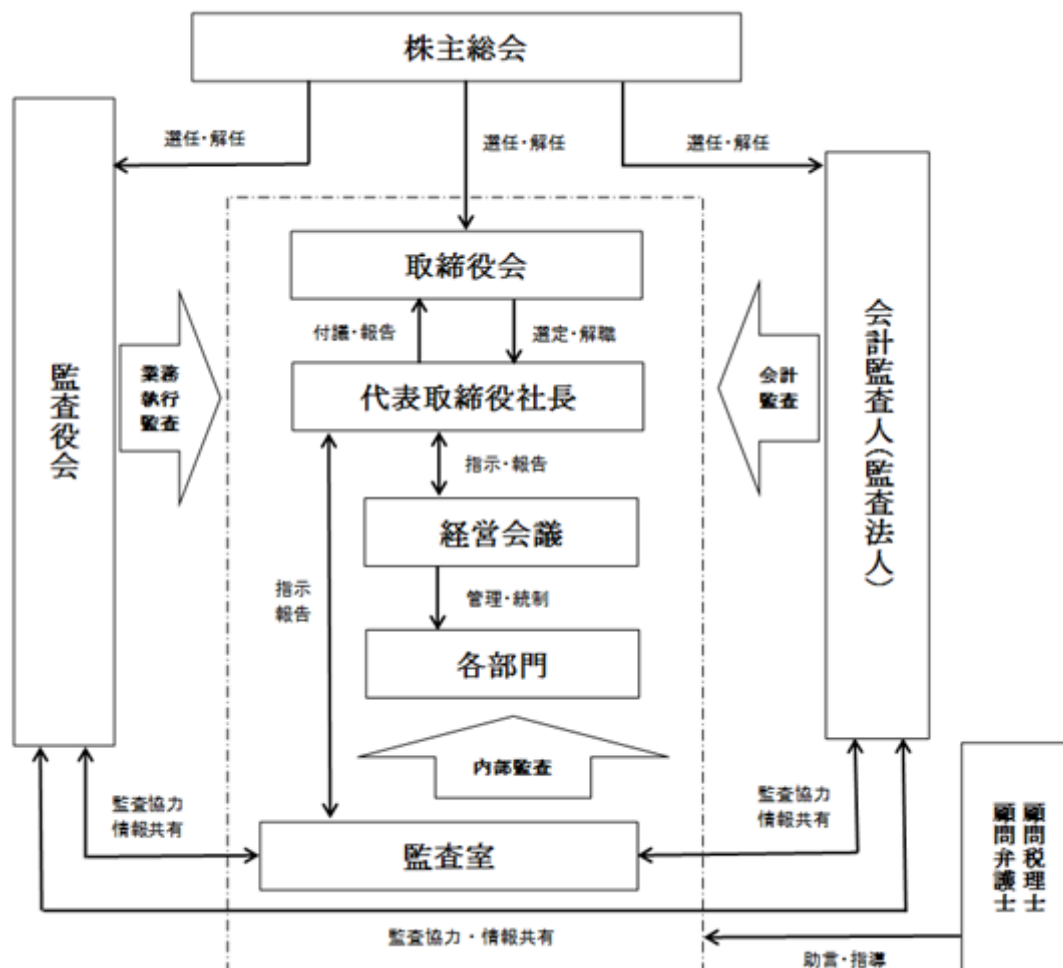 株主総会
選任・解任
選任・解任
選任・解任
取締役会
付議・報告
選定・解職
代表取締役社長
業務
執行
監査
会計
監査
監査役会
会計監査人(監査法人)
指示・報告
経営会議
指示
報告
管理・統制
各部門
内部監査
監査協力
情報共有
監査協力
情報共有
監査室
顧問税理士
顧問弁護士
監査協力・情報共有
助言・指導